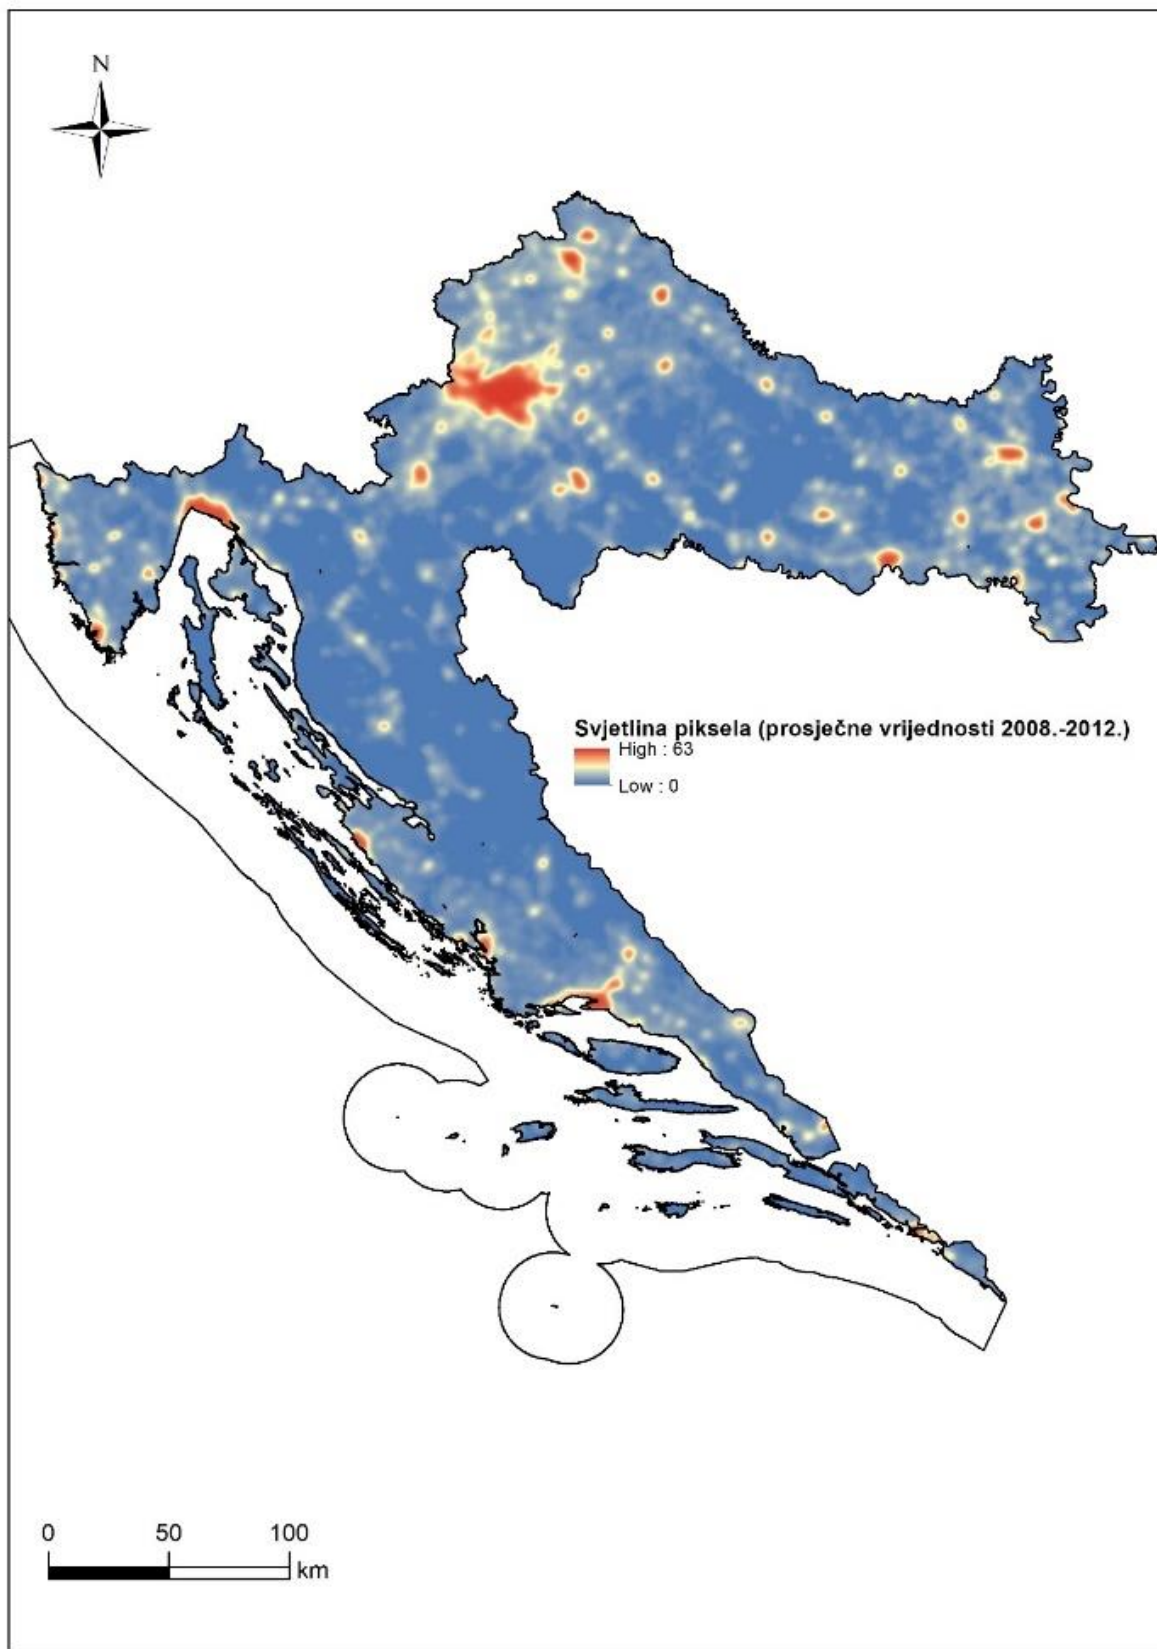 N
Svjetlina piksela (prosječne vrijednosti 2008.-2012.)
High : 63
Low : 0
0 50 100
km